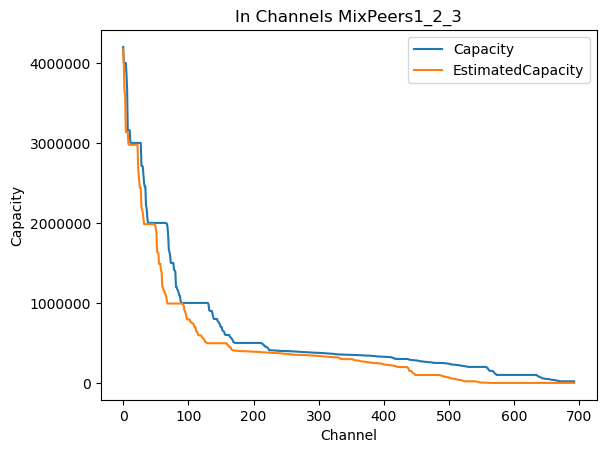 In Channels MixPeers1_2_3
Capacity
EstimatedCapacity
4000000
3000000
2000000
1000000
0
Capacity
0 100 200 300 400 500 600 700
Channel